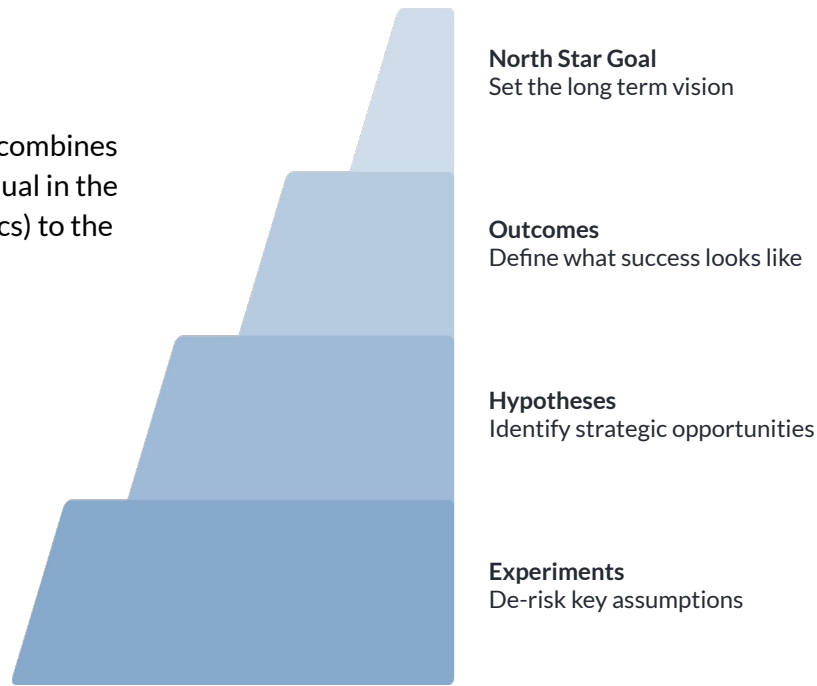 combines
ual in the
cs) to the
North Star Goal
Set the long term vision
Outcomes
Define what success looks like
Hypotheses
Identify strategic opportunities
Experiments
De-risk key assumptions